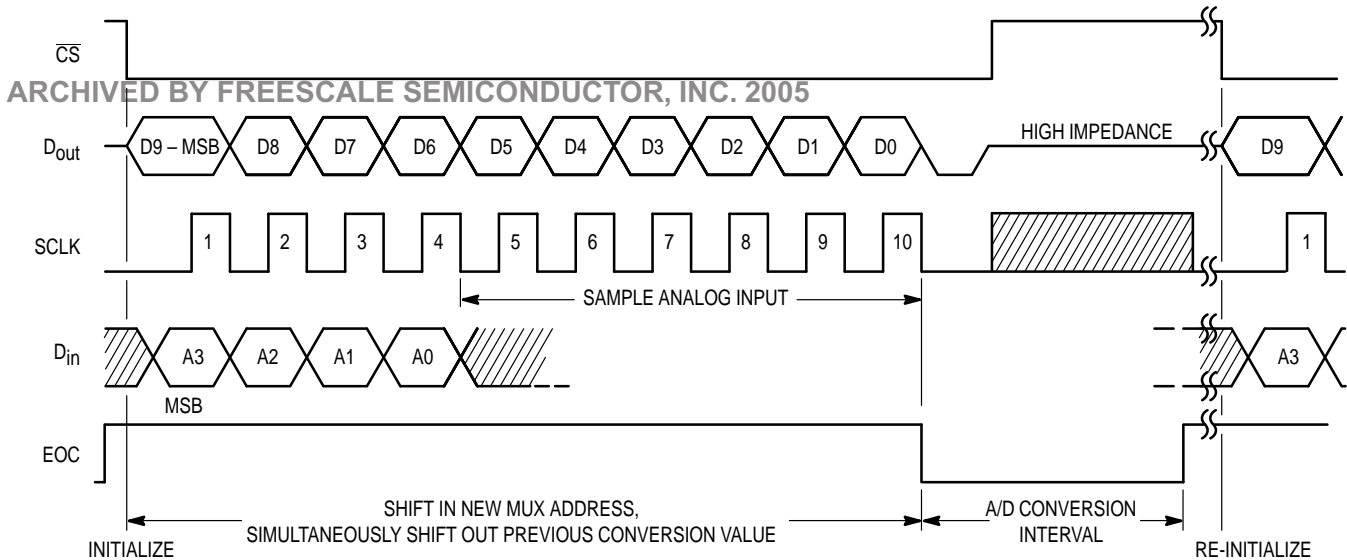 CS
ARCHIVED BY FREESCALE SEMICONDUCTOR, INC. 2005
Dout D9 – MSB D8 D7 D6 D5 D4 D3 D2 D1 D0 HIGH IMPEDANCE D9
SCLK 1 2 3 4 5 6 7 8 9 10 1
SAMPLE ANALOG INPUT
Din A3 A2 A1 A0 A3
MSB
EOC
SHIFT IN NEW MUX ADDRESS,
SIMULTANEOUSLY SHIFT OUT PREVIOUS CONVERSION VALUE
A/D CONVERSION
INTERVAL
INITIALIZE
RE-INITIALIZE